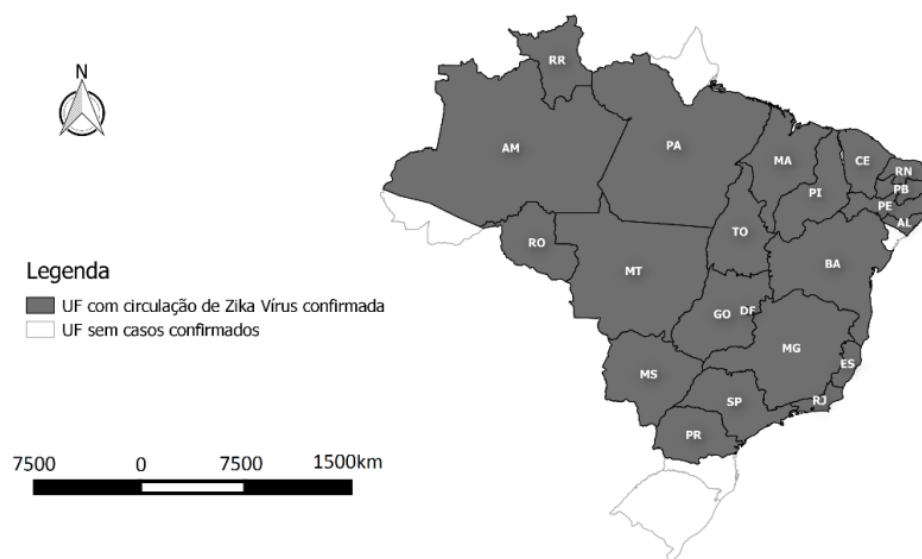 N
RR
AM
PA
MA
CE
RN
PB
PI
PE
AL
TO
RO
BA
MT
GO
DF
MG
ES
MS
SP
RJ
PR
Legenda
UF com circulação de Zika Vírus confirmada
UF sem casos confirmados
7500 0 7500 1500km